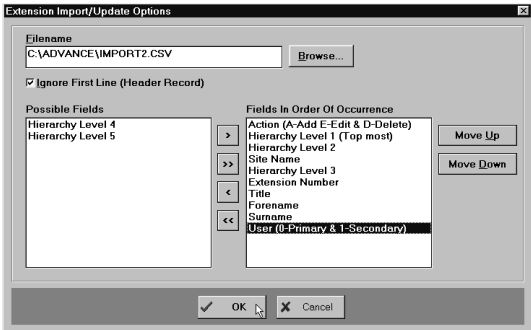 Extension Import/Update Options
Filename
C:\ADVANCE\IMPORT2.CSV
Browse...
Ignore First Line (Header Record)
Possible Fields
Hierarchy Level 4
Hierarchy Level 5
>
>>
<
<<
Fields In Order Of Occurrence
Action (A-Add E-Edit & D-Delete)
Hierarchy Level 1 (Top most)
Hierarchy Level 2
Site Name
Hierarchy Level 3
Extension Number
Title
Forename
Surname
User (0-Primary & 1-Secondary)
Move Up
Move Down
OK
Cancel